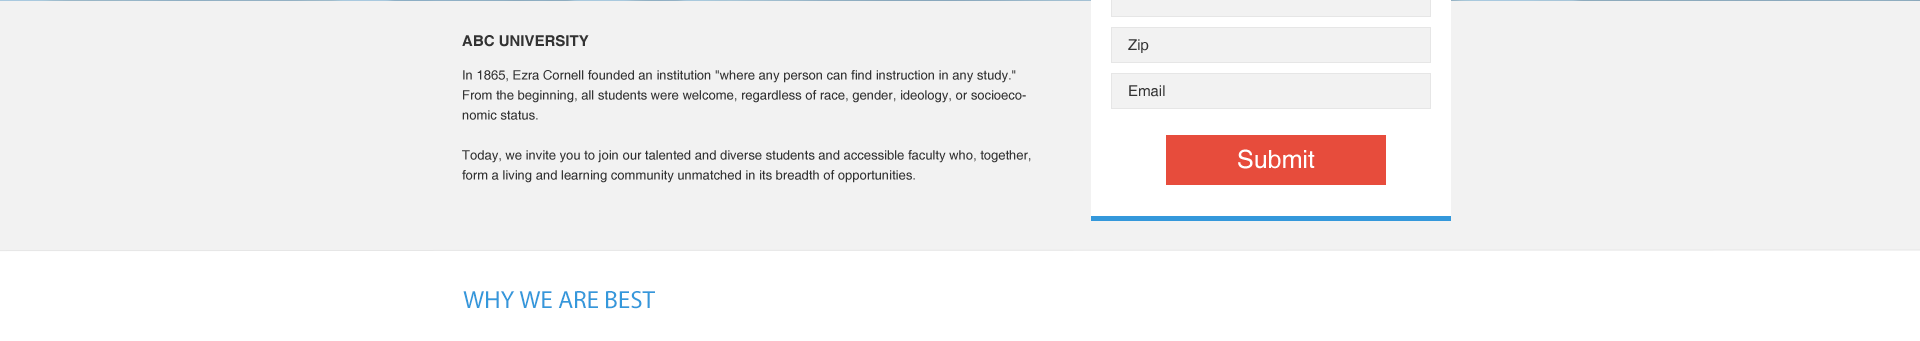 ABC UNIVERSITY
In 1865, Ezra Cornell founded an institution "where any person can find instruction in any study."
From the beginning, all students were welcome, regardless of race, gender, ideology, or socioeco-
nomic status.
Today, we invite you to join our talented and diverse students and accessible faculty who, together,
form a living and learning community unmatched in its breadth of opportunities.
Zip
Email
Submit
WHY WE ARE BEST